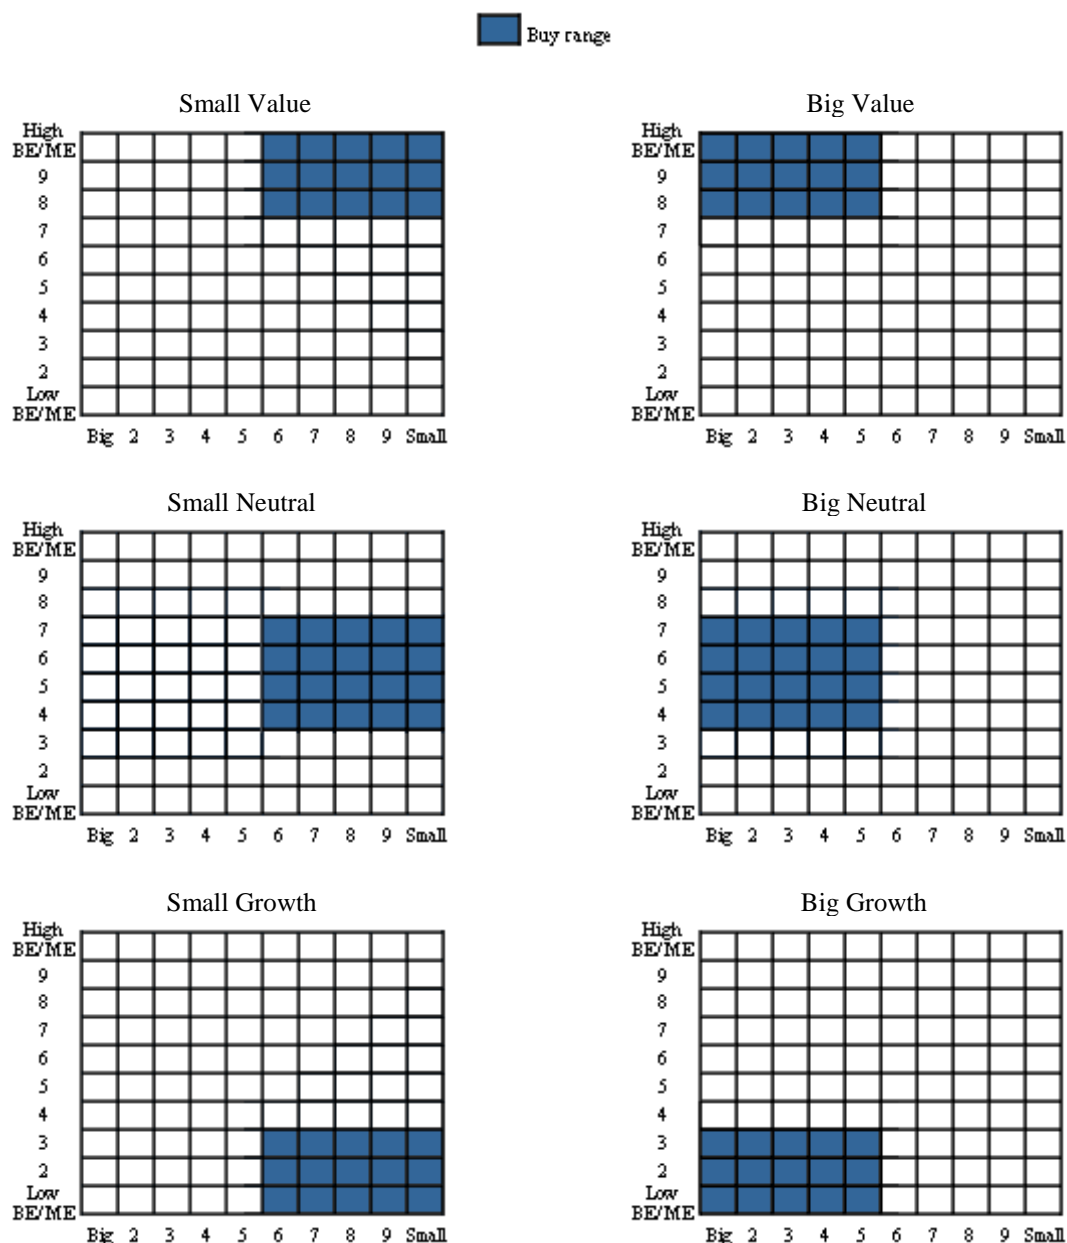 Buy range
Small Value
High
BE/ME
9
8
7
6
5
4
3
2
Low
BE/ME
Big 2 3 4 5 6 7 8 9 Small
Big Value
High
BE/ME
9
8
7
6
5
4
3
2
Low
BE/ME
Big 2 3 4 5 6 7 8 9 Small
Small Neutral
High
BE/ME
9
8
7
6
5
4
3
2
Low
BE/ME
Big 2 3 4 5 6 7 8 9 Small
Big Neutral
High
BE/ME
9
8
7
6
5
4
3
2
Low
BE/ME
Big 2 3 4 5 6 7 8 9 Small
Small Growth
High
BE/ME
9
8
7
6
5
4
3
2
Low
BE/ME
Big 2 3 4 5 6 7 8 9 Small
Big Growth
High
BE/ME
9
8
7
6
5
4
3
2
Low
BE/ME
Big 2 3 4 5 6 7 8 9 Small